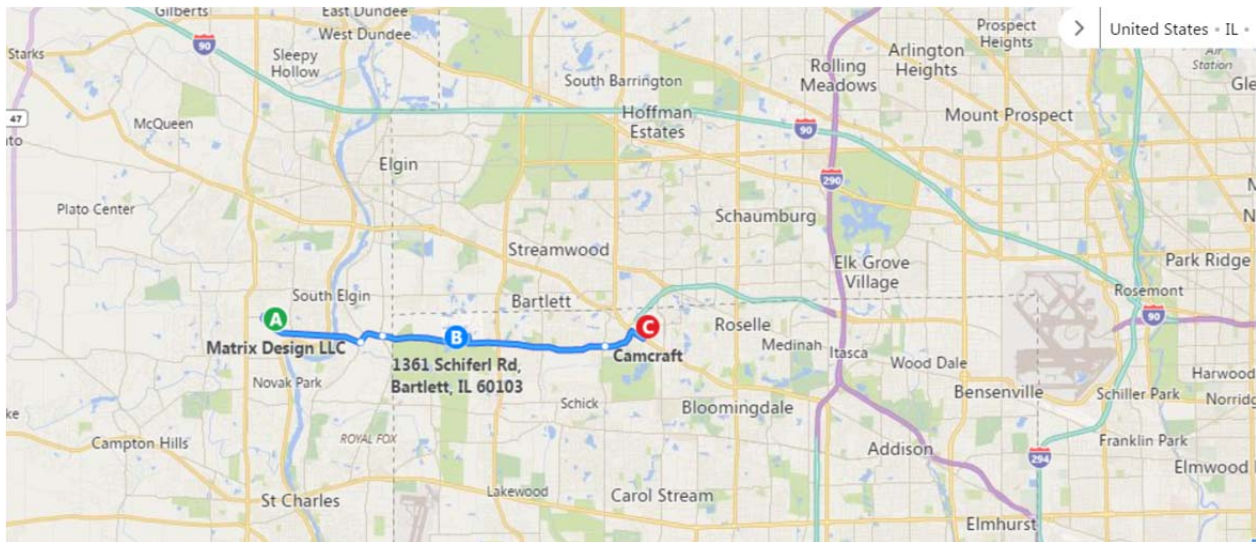 Gilberts
East Dundee
West Dundee
Starks
90
Sleepy
Hollow
South Barrington
Rolling
Meadows
Arlington
Heights
Prospect
Heights
United States • IL •
Air
Station
47
McQueen
Hoffman
Estates
90
Mount Prospect
Elgin
290
Plato Center
Schaumburg
Streamwood
Elk Grove
Village
Park Ridge
South Elgin
Bartlett
Rosemont
A
B
C
90
Matrix Design LLC
1361 Schiferl Rd,
Bartlett, IL 60103
Camcraft
Roselle
Medinah
Itasca
Wood Dale
Harwood
Novak Park
Bensenville
Schiller Park
Norridg
Schick
Bloomingdale
Campton Hills
ROYAL FOX
Addison
Franklin Park
294
Elmwood
Lakewood
Carol Stream
St Charles
Elmhurst